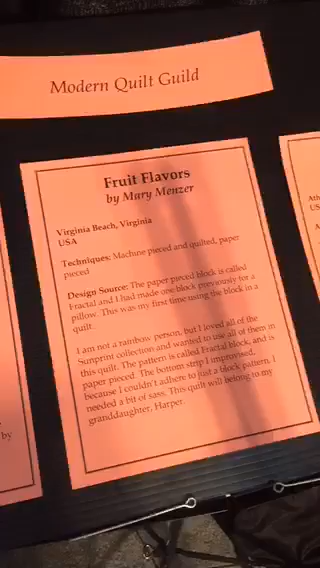 Modern Quilt Guild
Fruit Flavors
by Mary Menzer
Virginia Beach, Virginia
USA
Techniques: Machine pieced and quilted, paper
pieced
Design Source: The paper pieced block is called
Fractal and I had made one block previously for a
pillow. This was my first time using the block in a
quilt.
I am not a rainbow person, but I loved all of the
Sunprint collection and wanted to use all of them in
this quilt. The pattern is called Fractal block, and is
paper pieced. The bottom strip I improvised,
because I couldn't adhere to just a block pattern. I
needed a bit of sass. This quilt will belong to my
granddaughter, Harper.
by
Ath
US